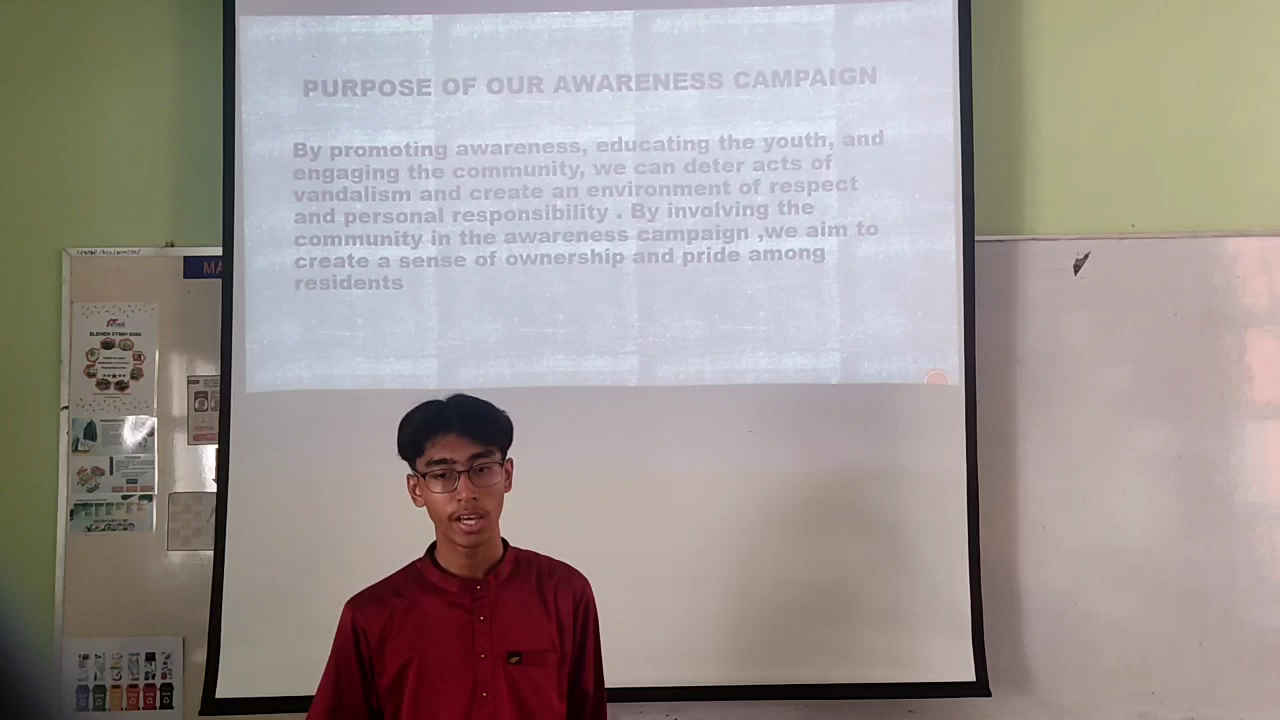 PURPOSE OF OUR AWARENESS CAMPAIGN
By promoting awareness, educating the youth, and
engaging the community, we can deter acts of
vandalism and create an environment of respect
and personal responsibility . By involving the
community in the awareness campaign ,we aim to
create a sense of ownership and pride among
residents
MA